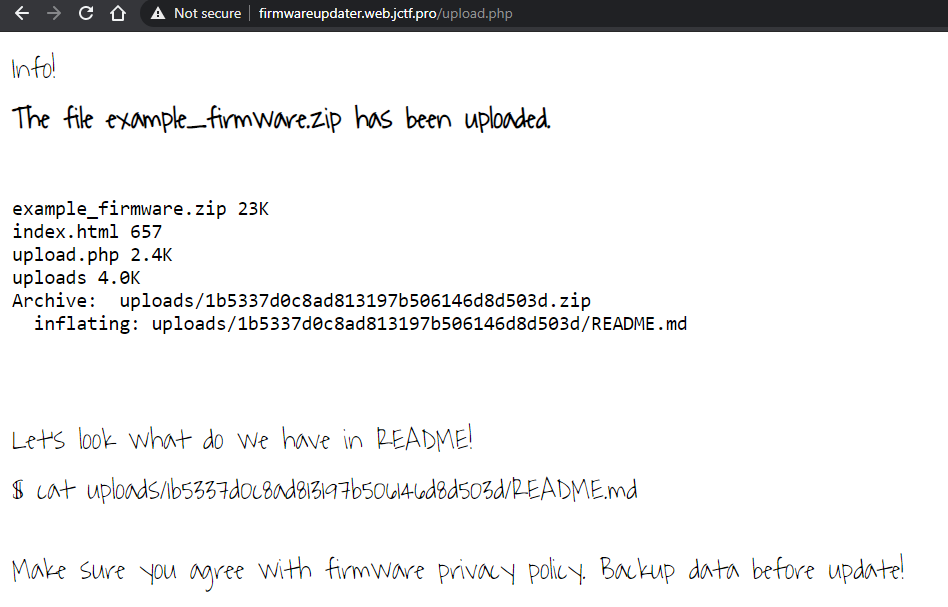 Not secure | firmwareupdater.web.jctf.pro/upload.php
Info!
The file example_firmware.zip has been uploaded.
example_firmware.zip 23K
index.html 657
upload.php 2.4K
uploads 4.0K
Archive:  uploads/1b5337d0c8ad813197b506146d8d503d.zip
  inflating: uploads/1b5337d0c8ad813197b506146d8d503d/README.md
Let's look what do we have in README!
$ cat uploads/1b5337d0c8ad813197b506146d8d503d/README.md
Make sure you agree with firmware privacy policy. Backup data before update!